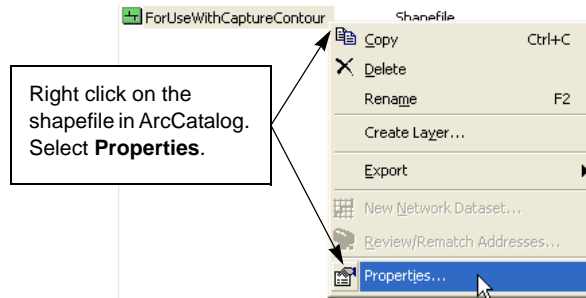 ForUseWithCaptureContour Shapefile
Copy Ctrl+C
Delete
Rename F2
Create Layer...
Export
New Network Dataset...
Review/Rematch Addresses...
Properties...
Right click on the
shapefile in ArcCatalog.
Select Properties.